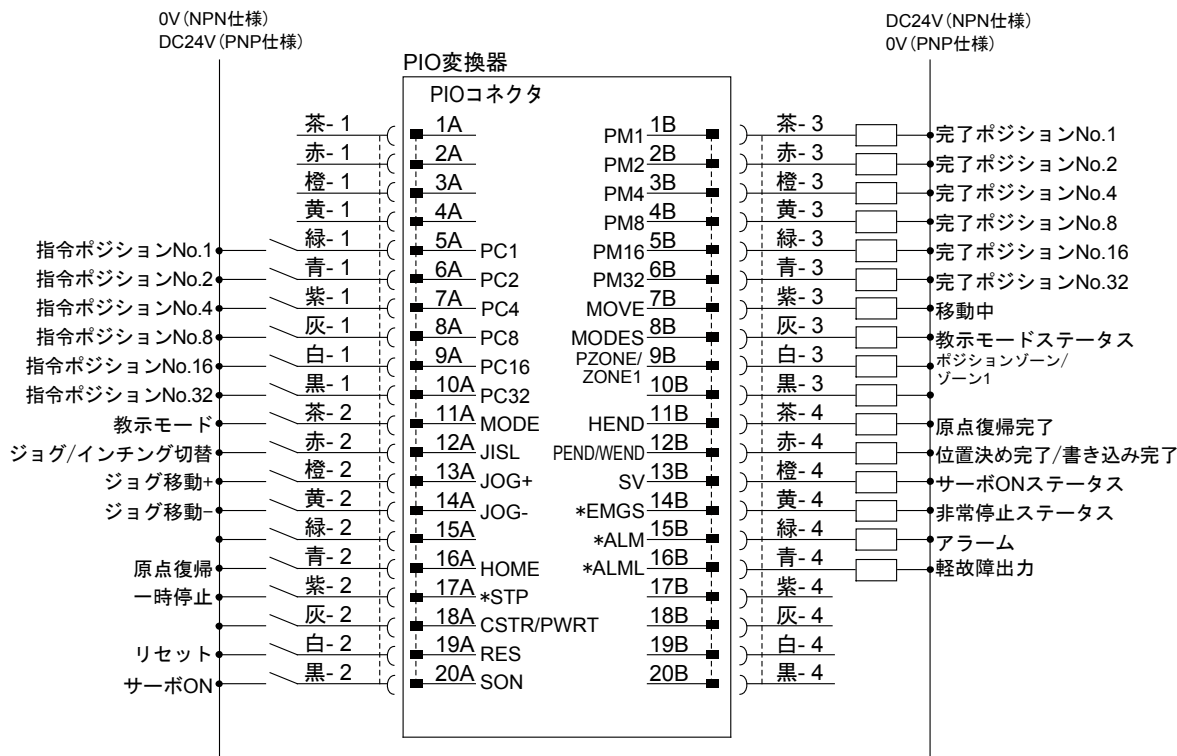 0V(NPN仕様)
DC24V(PNP仕様)
DC24V(NPN仕様)
0V(PNP仕様)
PIO変換器
PIOコネクタ
茶- 1 1A PM1 1B 茶- 3 完了ポジションNo.1
赤- 1 2A PM2 2B 赤- 3 完了ポジションNo.2
橙- 1 3A PM4 3B 橙- 3 完了ポジションNo.4
黄- 1 4A PM8 4B 黄- 3 完了ポジションNo.8
指令ポジションNo.1 緑- 1 5A PC1 PM16 5B 緑- 3 完了ポジションNo.16
指令ポジションNo.2 青- 1 6A PC2 PM32 6B 青- 3 完了ポジションNo.32
指令ポジションNo.4 紫- 1 7A PC4 MOVE 7B 紫- 3 移動中
指令ポジションNo.8 灰- 1 8A PC8 MODES 8B 灰- 3 教示モードステータス
指令ポジションNo.16 白- 1 9A PC16 PZONE/ 9B 白- 3 ポジションゾーン/
ZONE1 ゾーン1
指令ポジションNo.32 黒- 1 10A PC32 10B 黒- 3
教示モード 茶- 2 11A MODE HEND 11B 茶- 4 原点復帰完了
ジョグ/インチング切替 赤- 2 12A JISL PEND/WEND 12B 赤- 4 位置決め完了/書き込み完了
ジョグ移動+ 橙- 2 13A JOG+ SV 13B 橙- 4 サーボONステータス
ジョグ移動− 黄- 2 14A JOG- *EMGS 14B 黄- 4 非常停止ステータス
緑- 2 15A *ALM 15B 緑- 4 アラーム
原点復帰 青- 2 16A HOME *ALML 16B 青- 4 軽故障出力
一時停止 紫- 2 17A *STP 17B 紫- 4
灰- 2 18A CSTR/PWRT 18B 灰- 4
リセット 白- 2 19A RES 19B 白- 4
サーボON 黒- 2 20A SON 20B 黒- 4